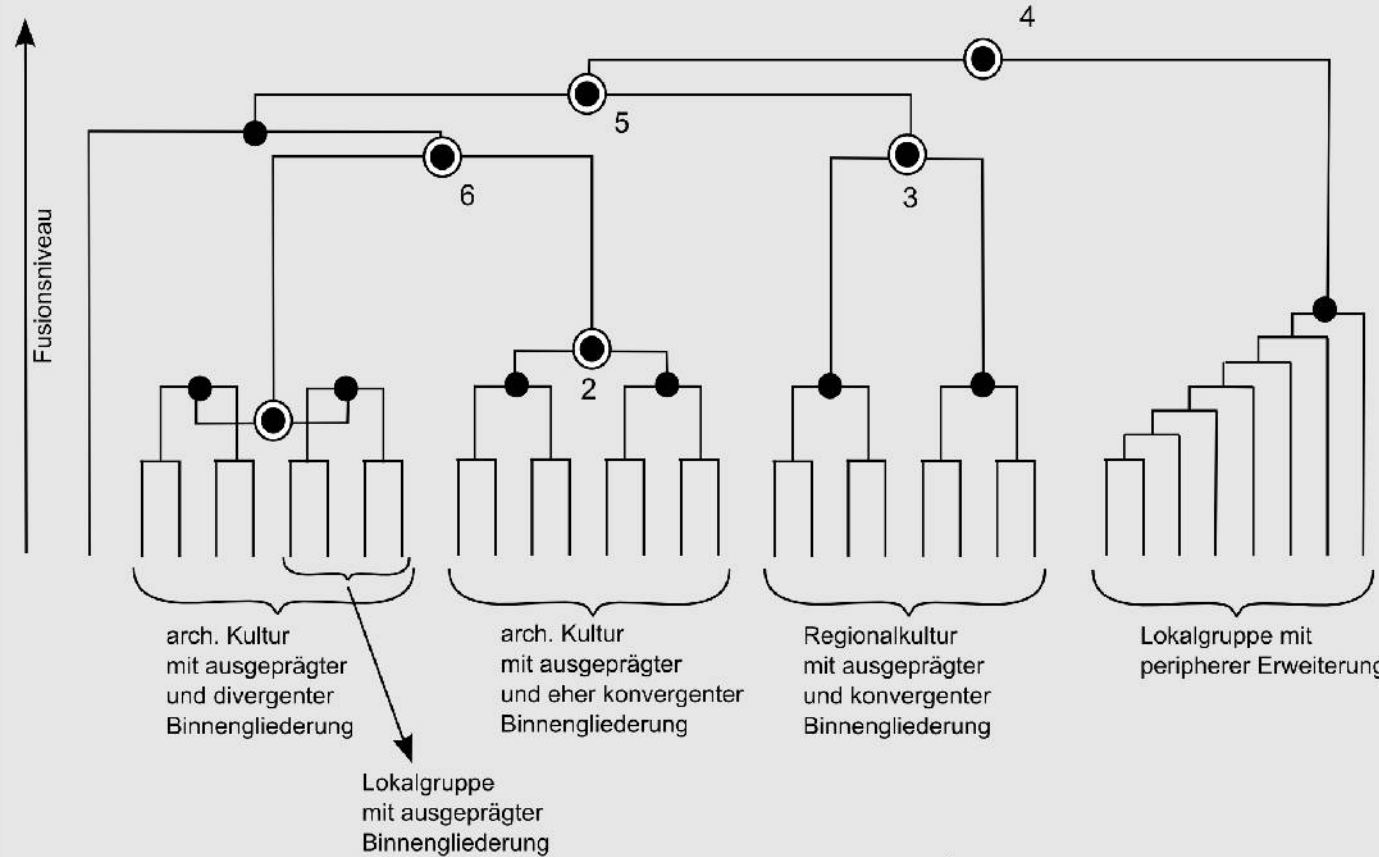 4
5
6
3
Fusionsniveau
2
arch. Kultur
mit ausgeprägter
und divergenter
Binnengliederung
arch. Kultur
mit ausgeprägter
und eher konvergenter
Binnengliederung
Regionalkultur
mit ausgeprägter
und konvergenter
Binnengliederung
Lokalgruppe mit
peripherer Erweiterung
Lokalgruppe
mit ausgeprägter
Binnengliederung